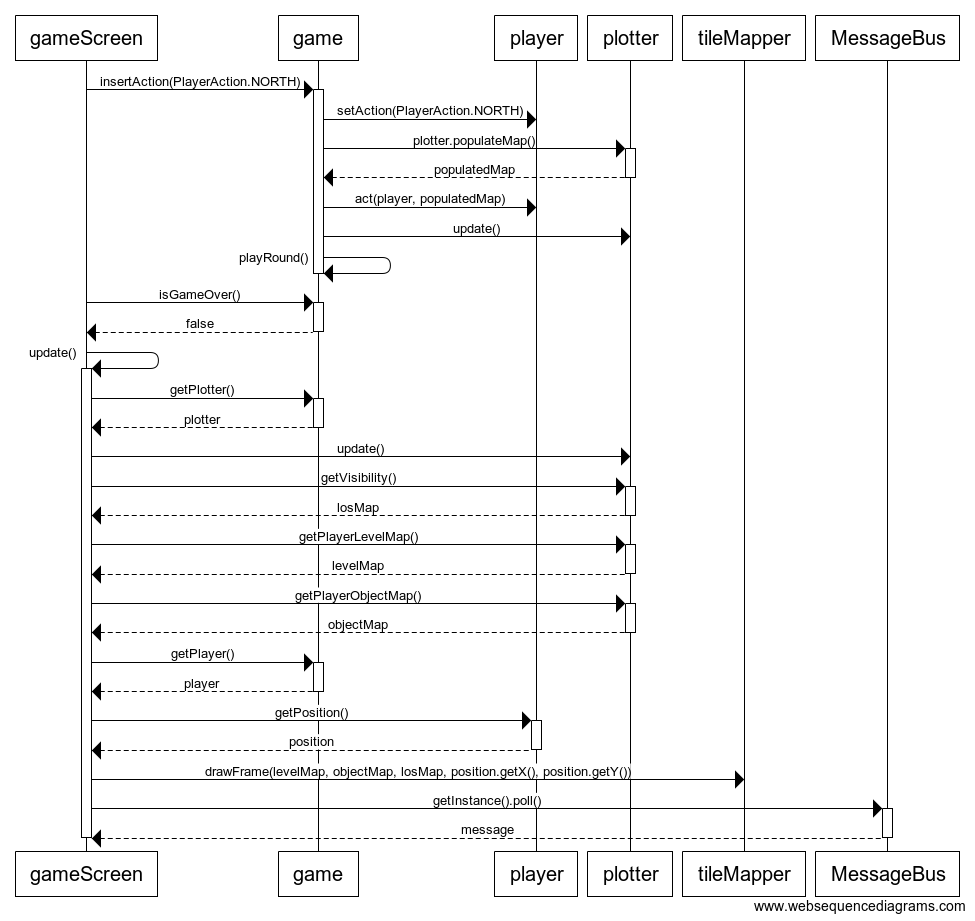 gameScreen game player plotter tileMapper MessageBus
insertAction(PlayerAction.NORTH)
setAction(PlayerAction.NORTH)
plotter.populateMap()
populatedMap
act(player, populatedMap)
update()
playRound()
isGameOver()
false
update()
getPlotter()
plotter
update()
getVisibility()
losMap
getPlayerLevelMap()
levelMap
getPlayerObjectMap()
objectMap
getPlayer()
player
getPosition()
position
drawFrame(levelMap, objectMap, losMap, position.getX(), position.getY())
getInstance().poll()
message
gameScreen game player plotter tileMapper MessageBus
www.websequencediagrams.com